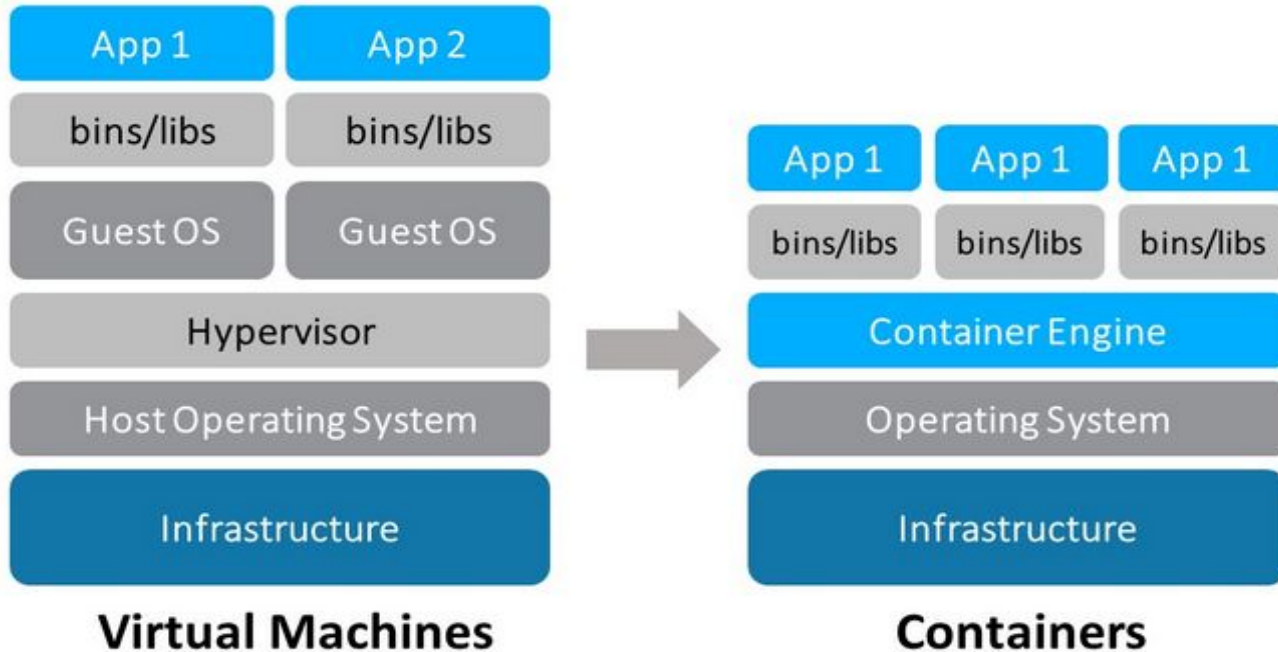 App 1
App 2
bins/libs
bins/libs
Guest OS
Guest OS
Hypervisor
Host Operating System
Infrastructure
Virtual Machines
App 1
App 1
App 1
bins/libs
bins/libs
bins/libs
Container Engine
Operating System
Infrastructure
Containers